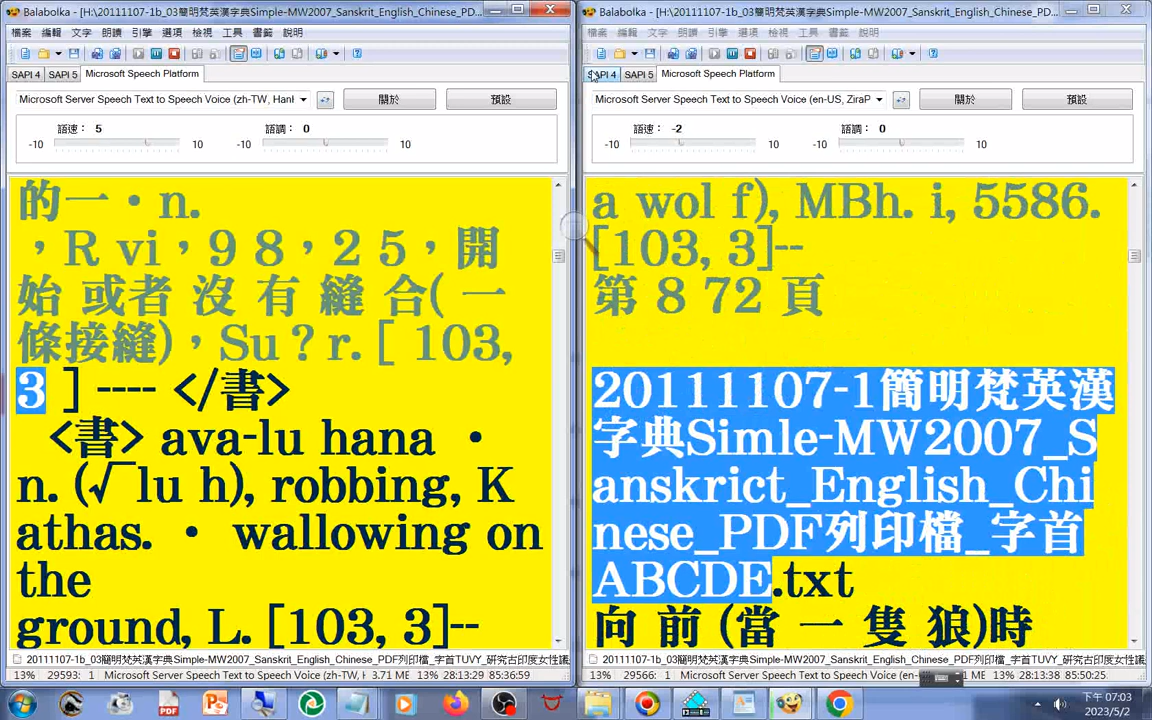 Balabolka - [H:\20111107-1b_03簡明梵英漢字典Simple-MW2007_Sanskrit_English_Chinese_PD...
檔案 編輯 文字 朗讀 引擎 選項 檢視 工具 書籤 說明
SAPI 4 SAPI 5 Microsoft Speech Platform
Microsoft Server Speech Text to Speech Voice (zh-TW, HanI
關於 預設
語速： 5 語調： 0
-10 10 -10 10
的一・n.
，R vi，9 8，2 5，開
始 或者 沒 有 縫 合( 一
條接縫)，Su？r. [ 103,
3 ] ---- </書>
<書> ava-lu hana ・
n. (√lu h), robbing, K
athas. ・ wallowing on
the
ground, L. [103, 3]--
20111107-1b_03簡明梵英漢字典Simple-MW2007_Sanskrit_English_Chinese_PDF列印檔_字首TUVY_研究古印度女性議
13% 29593: 1 Microsoft Server Speech Text to Speech Voice (zh-TW, H 3.71 ME 13% 28:13:29 85:36:59
Balabolka - [H:\20111107-1b_03簡明梵英漢字典Simple-MW2007_Sanskrit_English_Chinese_PD...
檔案 編輯 文字 朗讀 引擎 選項 檢視 工具 書籤 說明
SAPI 4 SAPI 5 Microsoft Speech Platform
Microsoft Server Speech Text to Speech Voice (en-US, ZiraP
關於 預設
語速： -2 語調： 0
-10 10 -10 10
a wol f), MBh. i, 5586.
[103, 3]--
第 8 72 頁
20111107-1簡明梵英漢
字典Simle-MW2007_S
anskrict_English_Chi
nese_PDF列印檔_字首
ABCDE.txt
向 前 (當 一 隻 狼)時
20111107-1b_03簡明梵英漢字典Simple-MW2007_Sanskrit_English_Chinese_PDF列印檔_字首TUVY_研究古印度女性議
13% 29566: 1 Microsoft Server Speech Text to Speech Voice 13% 28:13:38 85:50:25
下午 07:03
2023/5/2